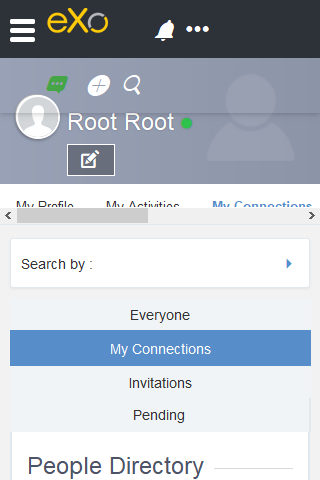 eXo
Root Root
My Profile My Activities My Connections
Search by :
Everyone
My Connections
Invitations
Pending
People Directory